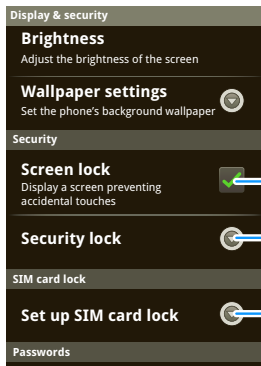 Display & security
Brightness
Adjust the brightness of the screen
Wallpaper settings
Set the phone's background wallpaper
Security
Screen lock
Display a screen preventing
accidental touches
Security lock
SIM card lock
Set up SIM card lock
Passwords